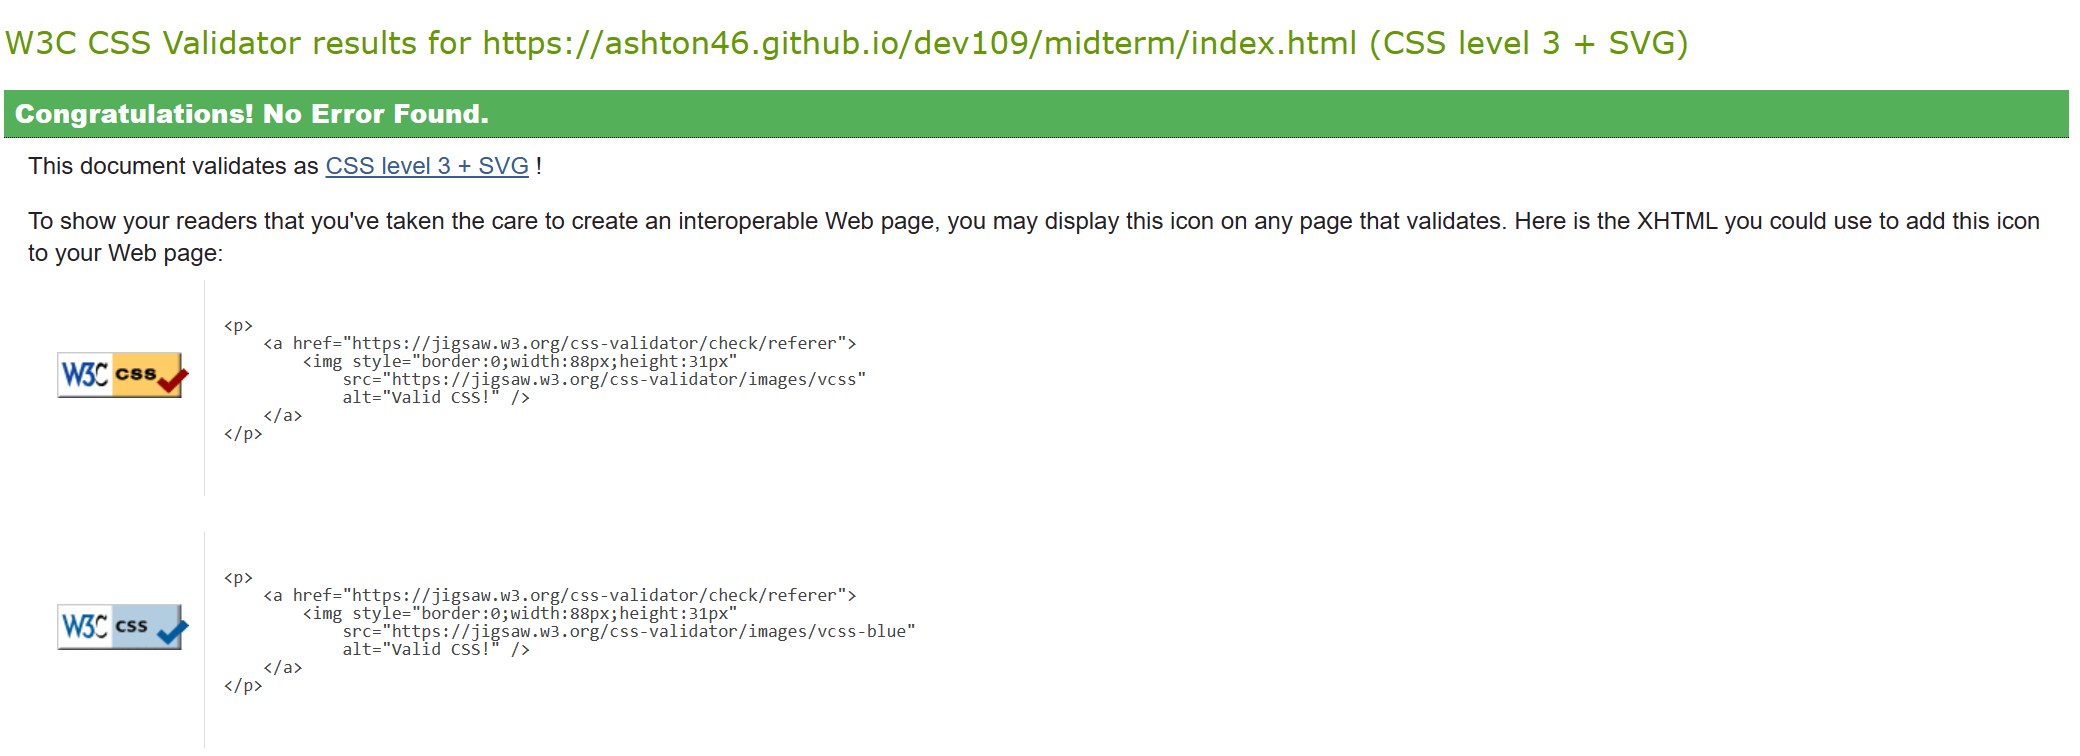 W3C CSS Validator results for https://ashton46.github.io/dev109/midterm/index.html (CSS level 3 + SVG)
Congratulations! No Error Found.
This document validates as CSS level 3 + SVG !
To show your readers that you've taken the care to create an interoperable Web page, you may display this icon on any page that validates. Here is the XHTML you could use to add this icon
to your Web page:
W3C css
<p>
    <a href="https://jigsaw.w3.org/css-validator/check/referer">
        <img style="border:0;width:88px;height:31px"
            src="https://jigsaw.w3.org/css-validator/images/vcss"
            alt="Valid CSS!" />
    </a>
</p>
W3C css
<p>
    <a href="https://jigsaw.w3.org/css-validator/check/referer">
        <img style="border:0;width:88px;height:31px"
            src="https://jigsaw.w3.org/css-validator/images/vcss-blue"
            alt="Valid CSS!" />
    </a>
</p>